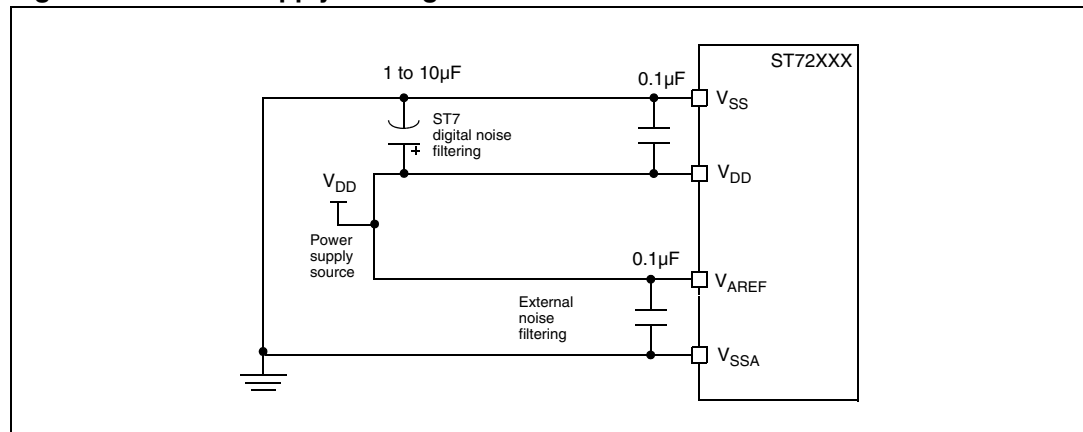 ST72XXX
1 to 10µF
0.1µF
VSS
ST7
digital noise
filtering
+
VDD
VDD
Power
supply
source
0.1µF
VAREF
External
noise
filtering
VSSA